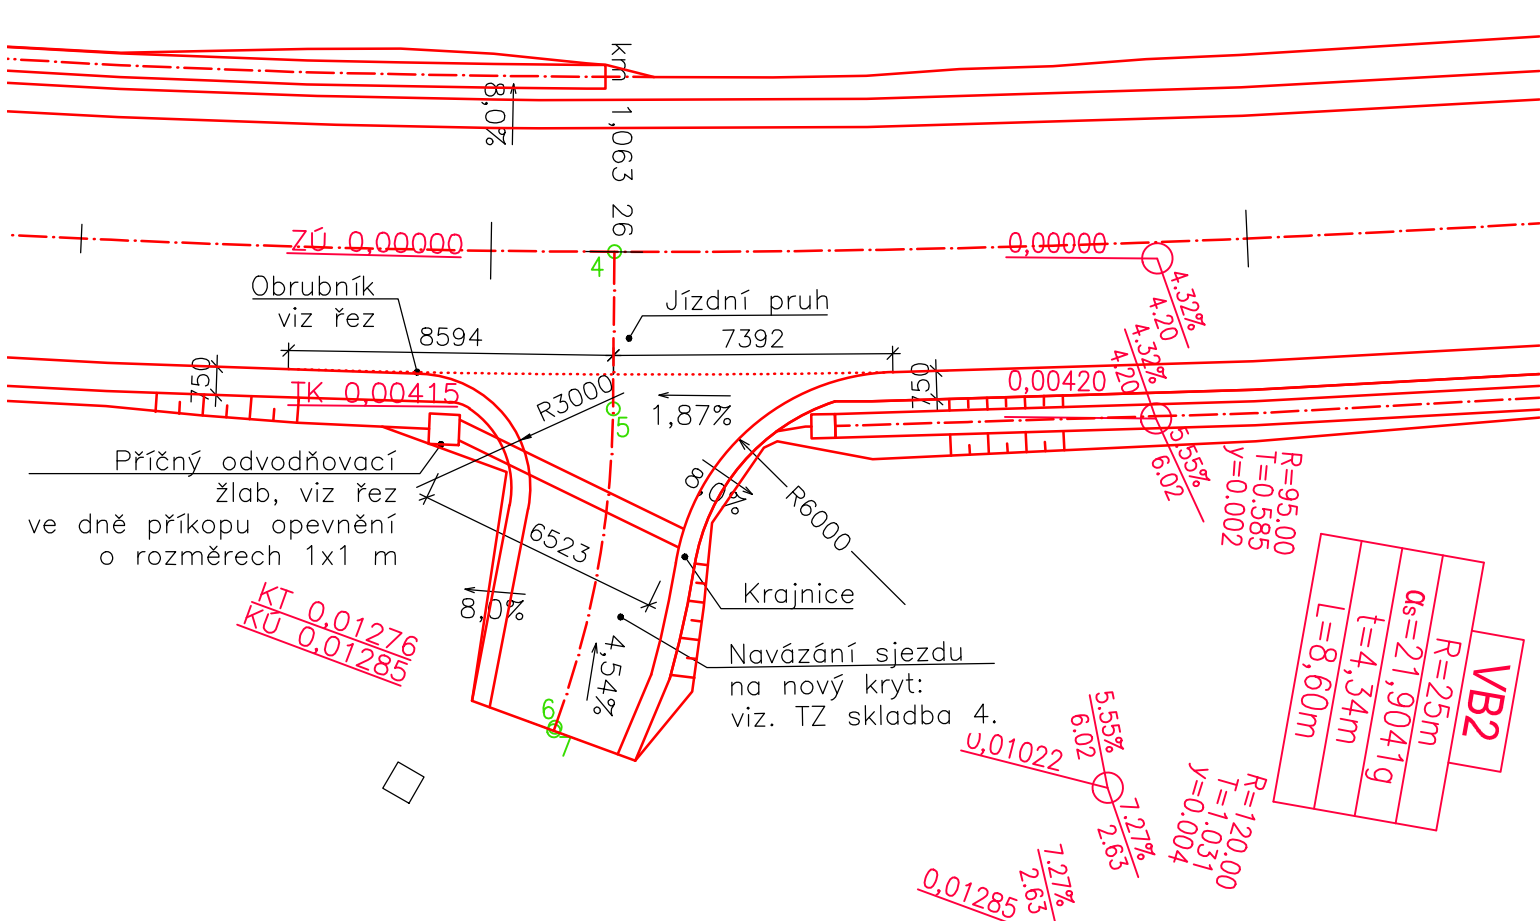 km 1,063 26
8,0%
ZÚ 0,00000
0,00000
4
4.32%
4.20
Obrubník
viz řez
Jízdní pruh
8594
7392
4.32%
4.20
750
TK 0,00415
R3000
5
1,87%
750
0,00420
5.55%
6.02
R=95.00
T=0.585
y=0.002
Příčný odvodňovací
žlab, viz řez
ve dně příkopu opevnění
o rozměrech 1x1 m
8,0%
R6000
6523
8,0%
Krajnice
KT 0,01276
KÚ 0,01285
4,54%
Navázání sjezdu
na nový kryt:
viz. TZ skladba 4.
6
7
VB2
R=25m
αs=21,9041g
t=4,34m
L=8,60m
5.55%
6.02
0,01022
7.27%
2.63
R=120.00
T=1.031
y=0.004
7.27%
2.63
0,01285